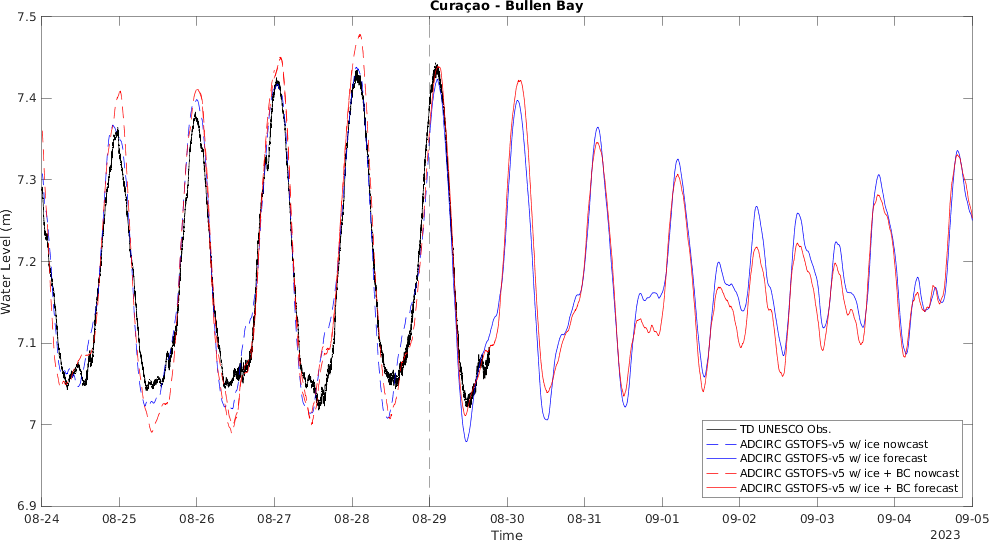 Curaçao - Bullen Bay
Water Level (m)
7.5
7.4
7.3
7.2
7.1
7
6.9
08-24 08-25 08-26 08-27 08-28 08-29 08-30 08-31 09-01 09-02 09-03 09-04 09-05
Time
2023
TD UNESCO Obs.
ADCIRC GSTOFS-v5 w/ ice nowcast
ADCIRC GSTOFS-v5 w/ ice forecast
ADCIRC GSTOFS-v5 w/ ice + BC nowcast
ADCIRC GSTOFS-v5 w/ ice + BC forecast